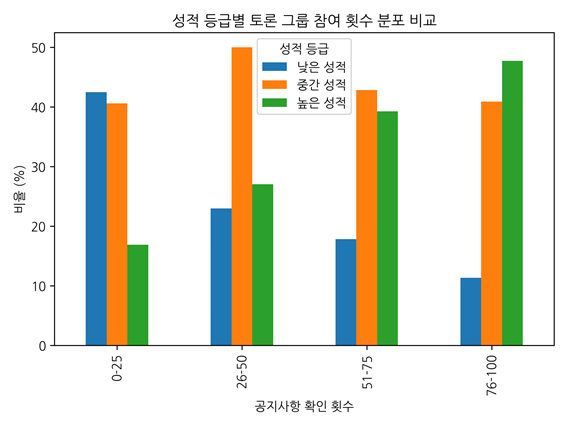 성적 등급별 토론 그룹 참여 횟수 분포 비교
성적 등급
낮은 성적
중간 성적
높은 성적
비율 (%)
50
40
30
20
10
0
0-25
26-50
51-75
76-100
공지사항 확인 횟수